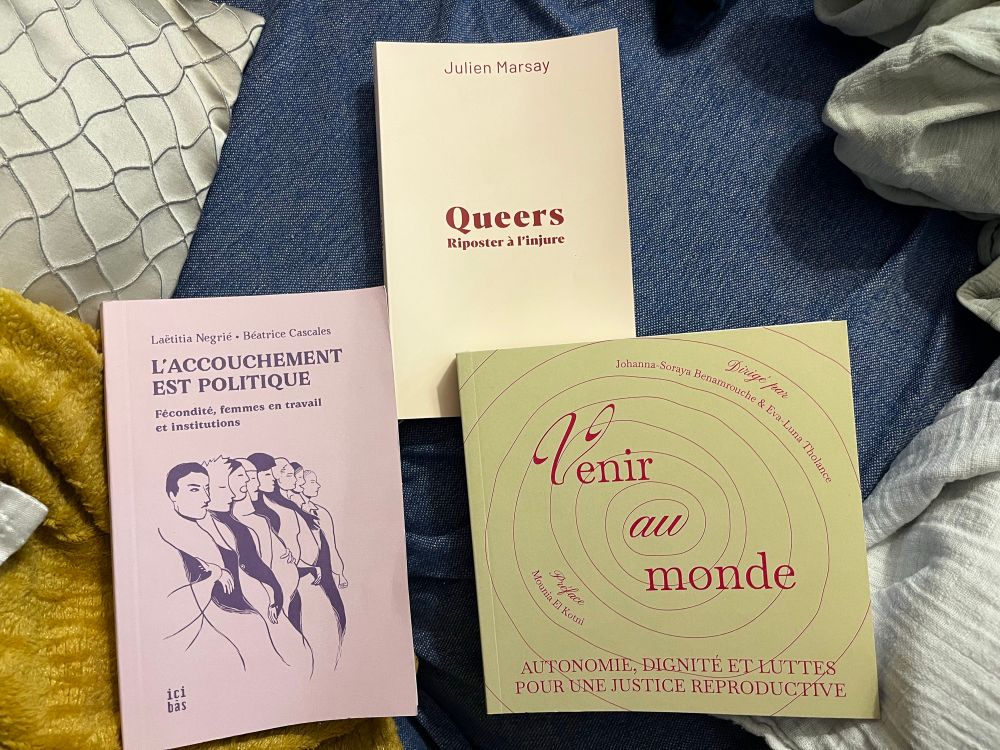 Julien Marsay
Queers
Riposter à l'injure
Laëtitia Negrié • Béatrice Cascales
L'ACCOUCHEMENT
EST POLITIQUE
Fécondité, femmes en travail
et institutions
ici
bas
Dirigé par
Johanna-Soraya Benamrouche & Eva-Luna Tholance
Venir
au
monde
Préface
Mounia El Kotni
AUTONOMIE, DIGNITÉ ET LUTTES
POUR UNE JUSTICE REPRODUCTIVE